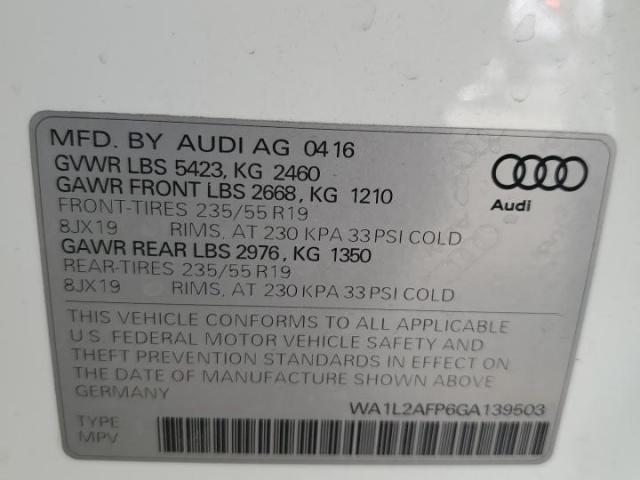 MFD. BY AUDI AG 04 16
GVWR LBS 5423, KG 2460
GAWR FRONT LBS 2668, KG 1210
FRONT-TIRES 235/55 R19
8JX19 RIMS, AT 230 KPA 33 PSI COLD
GAWR REAR LBS 2976, KG 1350
REAR-TIRES 235/55 R19
8JX19 RIMS, AT 230 KPA 33 PSI COLD
Audi
THIS VEHICLE CONFORMS TO ALL APPLICABLE
U.S. FEDERAL MOTOR VEHICLE SAFETY AND
THEFT PREVENTION STANDARDS IN EFFECT ON
THE DATE OF MANUFACTURE SHOWN ABOVE
GERMANY
WA1L2AFP6GA139503
TYPE
MPV